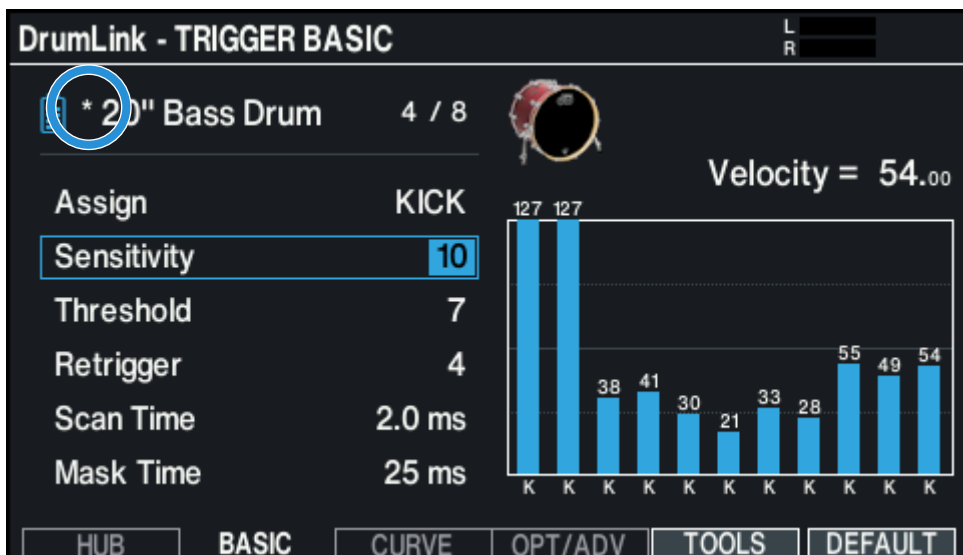 DrumLink - TRIGGER BASIC
L
R
* 20" Bass Drum 4 / 8
Velocity = 54.00
Assign KICK
Sensitivity 10
Threshold 7
Retrigger 4
Scan Time 2.0 ms
Mask Time 25 ms
127 127 38 41 30 21 33 28 55 49 54
K K K K K K K K K K K
HUB BASIC CURVE OPT/ADV TOOLS DEFAULT